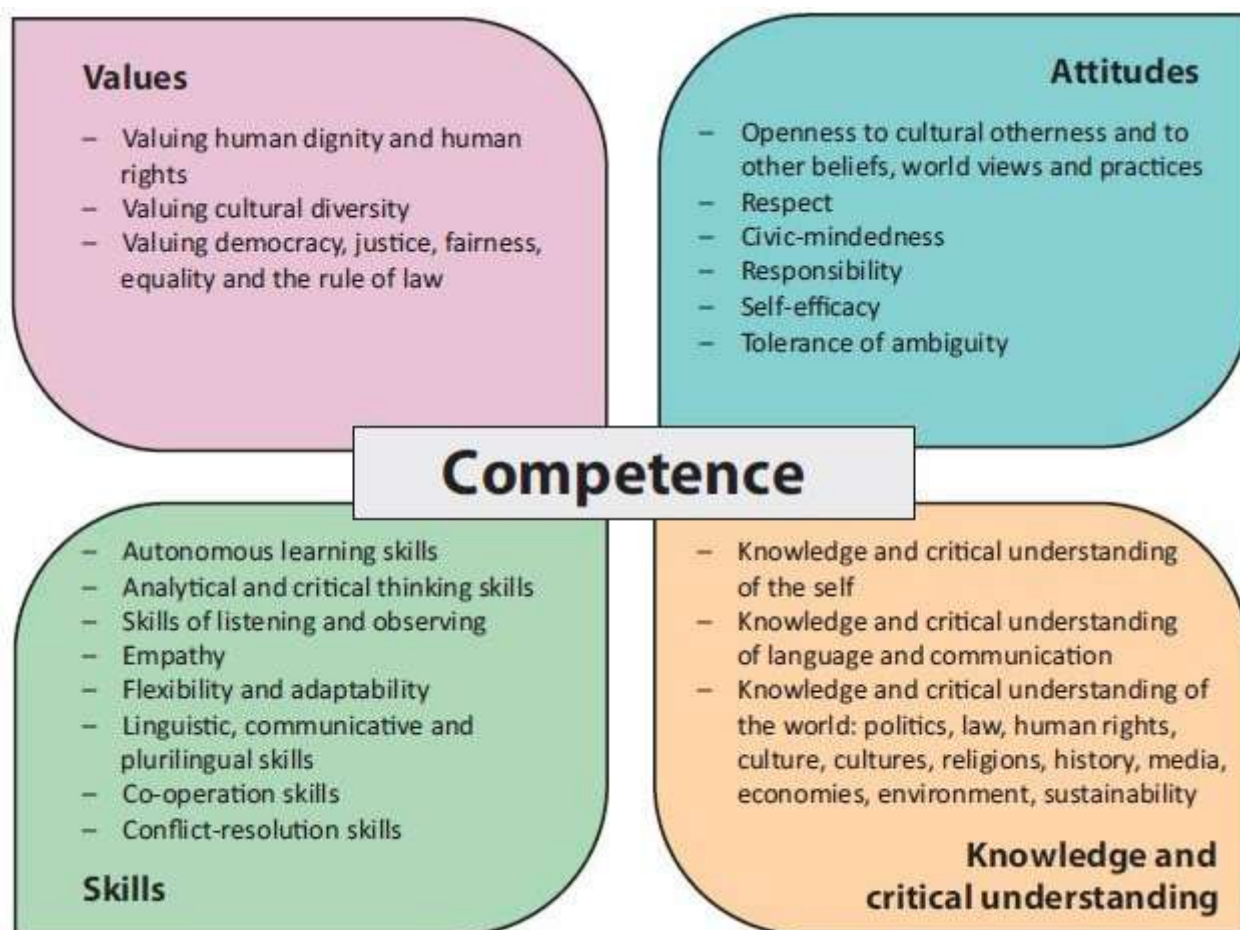 Values
– Valuing human dignity and human
rights
– Valuing cultural diversity
– Valuing democracy, justice, fairness,
equality and the rule of law
Attitudes
– Openness to cultural otherness and to
other beliefs, world views and practices
– Respect
– Civic-mindedness
– Responsibility
– Self-efficacy
– Tolerance of ambiguity
Competence
– Autonomous learning skills
– Analytical and critical thinking skills
– Skills of listening and observing
– Empathy
– Flexibility and adaptability
– Linguistic, communicative and
plurilingual skills
– Co-operation skills
– Conflict-resolution skills
Skills
– Knowledge and critical understanding
of the self
– Knowledge and critical understanding
of language and communication
– Knowledge and critical understanding of
the world: politics, law, human rights,
culture, cultures, religions, history, media,
economies, environment, sustainability
Knowledge and
critical understanding